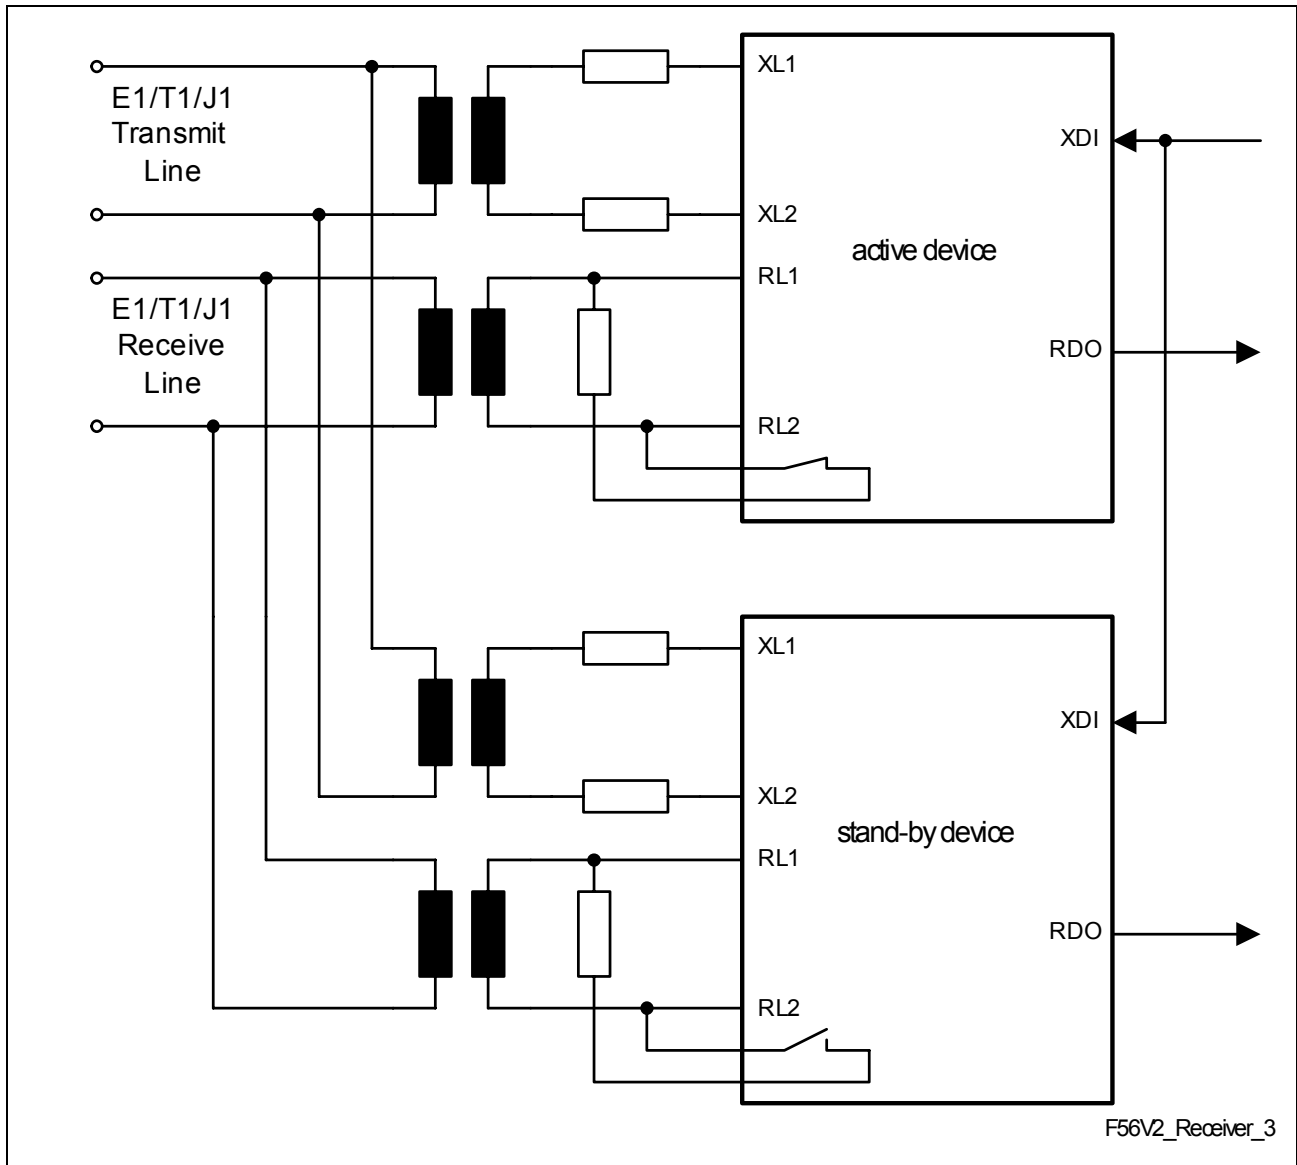 E1/T1/J1
Transmit
Line
XL1
XDI
XL2
active device
E1/T1/J1
Receive
Line
RL1
RDO
RL2
XL1
XDI
XL2
stand-by device
RL1
RDO
RL2
F56V2_Receiver_3